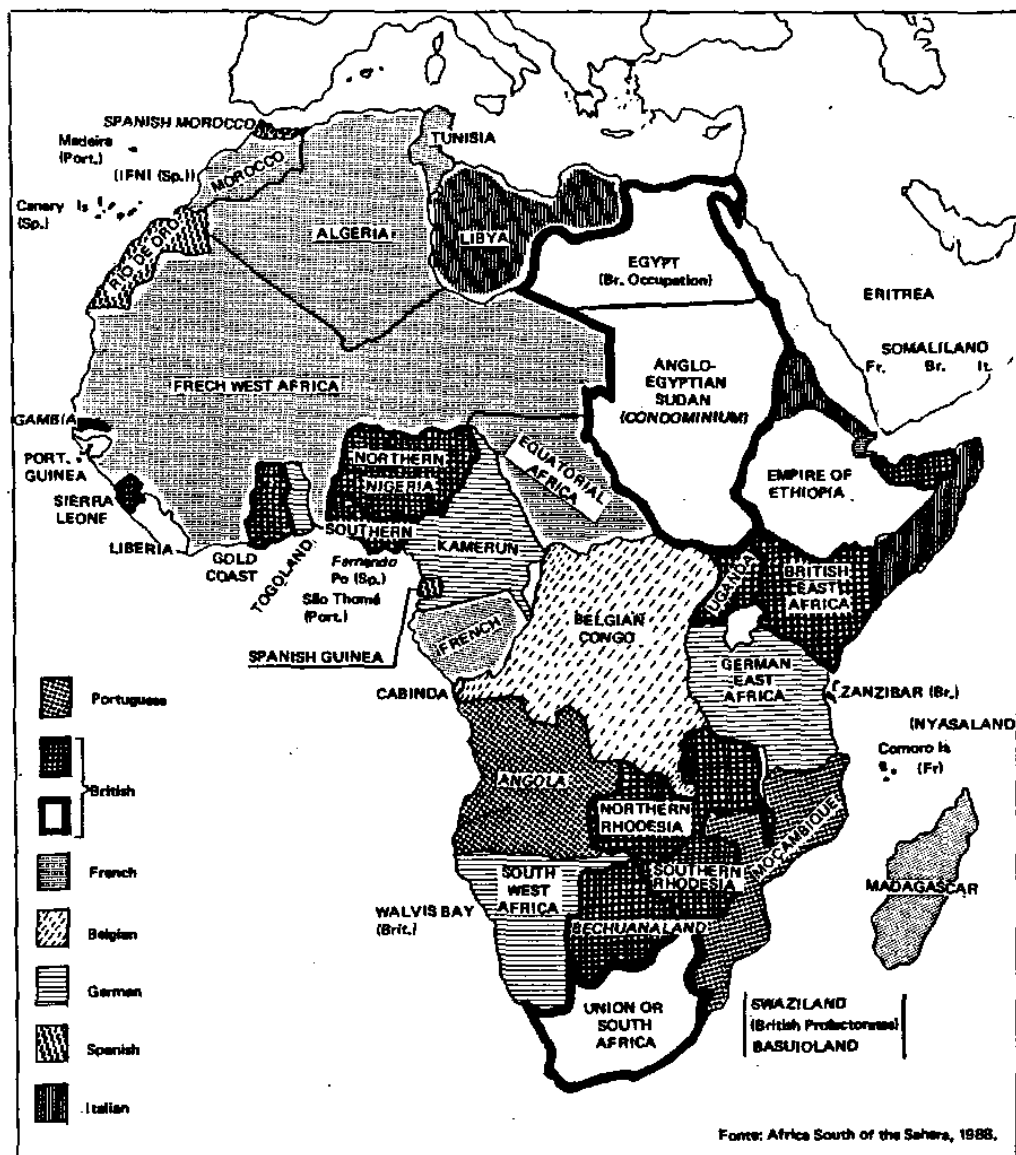 SPANISH MOROCCO
Madeira
(Port.)
(IFNI (Sp.))
MOROCCO
TUNISIA
Canary Is
(Sp.)
RIO DE ORO
ALGERIA
LIBYA
EGYPT
(Br. Occupation)
ERITREA
SOMALILAND
Fr. Br. It.
FRECH WEST AFRICA
ANGLO-
EGYPTIAN
SUDAN
(CONDOMINIUM)
GAMBIA
PORT.
GUINEA
SIERRA
LEONE
LIBERIA
GOLD
COAST
TOGOLAND
NORTHERN
NIGERIA
SOUTHERN
Fernando
Po (Sp.)
São Thomé
(Port.)
SPANISH GUINEA
KAMERUN
EQUATORIAL
AFRICA
EMPIRE OF
ETHIOPIA
UGANDA
BRITISH
EAST
AFRICA
BELGIAN
CONGO
FRENCH
CABINDA
GERMAN
EAST
AFRICA
ZANZIBAR (Br.)
(NYASALAND
Comoro Is
(Fr)
ANGOLA
NORTHERN
RHODESIA
MOÇAMBIQUE
SOUTHERN
RHODESIA
MADAGASCAR
SOUTH
WEST
AFRICA
WALVIS BAY
(Brit.)
BECHUANALAND
UNION OR
SOUTH
AFRICA
SWAZILAND
(British Protectorates)
BASUIOLAND
Portuguese
British
French
Belgian
German
Spanish
Italian
Fonte: Africa South of the Sahara, 1988.